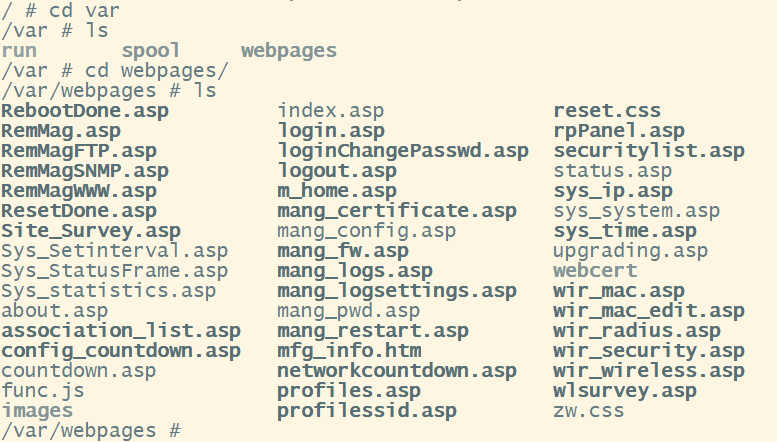 / # cd var
/var # ls
run spool webpages
/var # cd webpages/
/var/webpages # ls
RebootDone.asp index.asp reset.css
RemMag.asp login.asp rpPanel.asp
RemMagFTP.asp loginChangePasswd.asp securitylist.asp
RemMagSNMP.asp logout.asp status.asp
RemMagWWW.asp m_home.asp sys_ip.asp
ResetDone.asp mang_certificate.asp sys_system.asp
Site_Survey.asp mang_config.asp sys_time.asp
Sys_Setinterval.asp mang_fw.asp upgrading.asp
Sys_StatusFrame.asp mang_logs.asp webcert
Sys_statistics.asp mang_logsettings.asp wir_mac.asp
about.asp mang_pwd.asp wir_mac_edit.asp
association_list.asp mang_restart.asp wir_radius.asp
config_countdown.asp mfg_info.htm wir_security.asp
countdown.asp networkcountdown.asp wir_wireless.asp
func.js profiles.asp wlsurvey.asp
images profilessid.asp zw.css
/var/webpages #